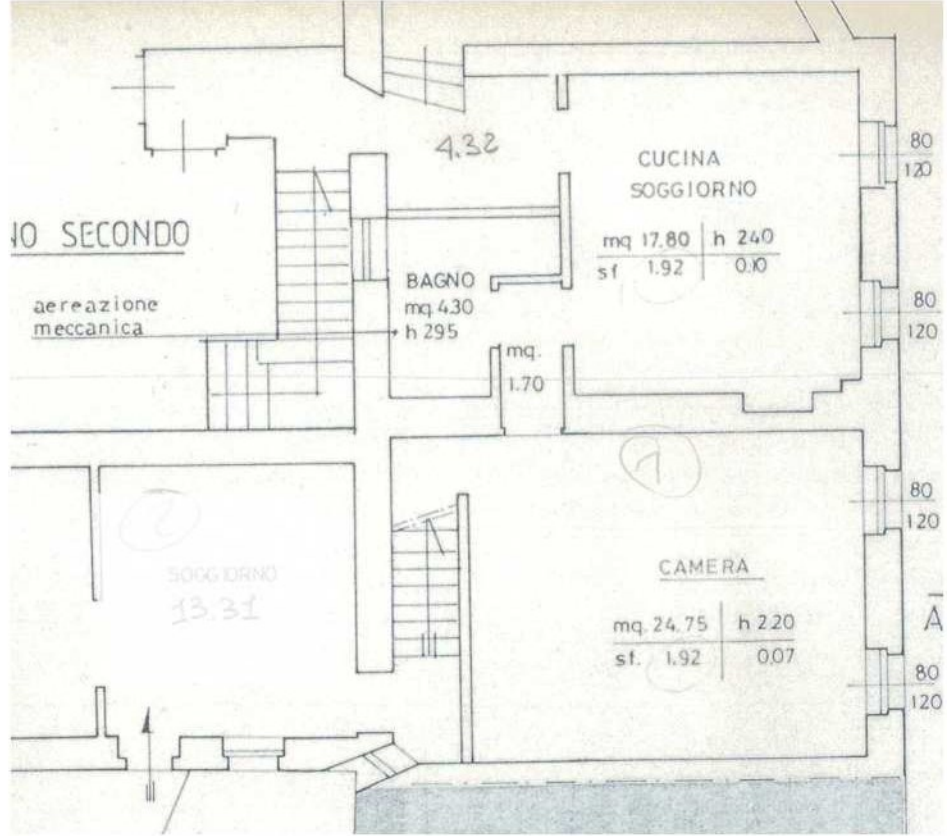 4.32
CUCINA
SOGGIORNO
mq 17.80 h 240
sf 1.92 0.10
80
120
80
120
NO SECONDO
aereazione
meccanica
BAGNO
mq 4.30
h 295
mq.
1.70
1
2
SOGGIORNO
13.31
CAMERA
mq. 24.75 h 2.20
sf. 1.92 0,07
80
120
A
80
120